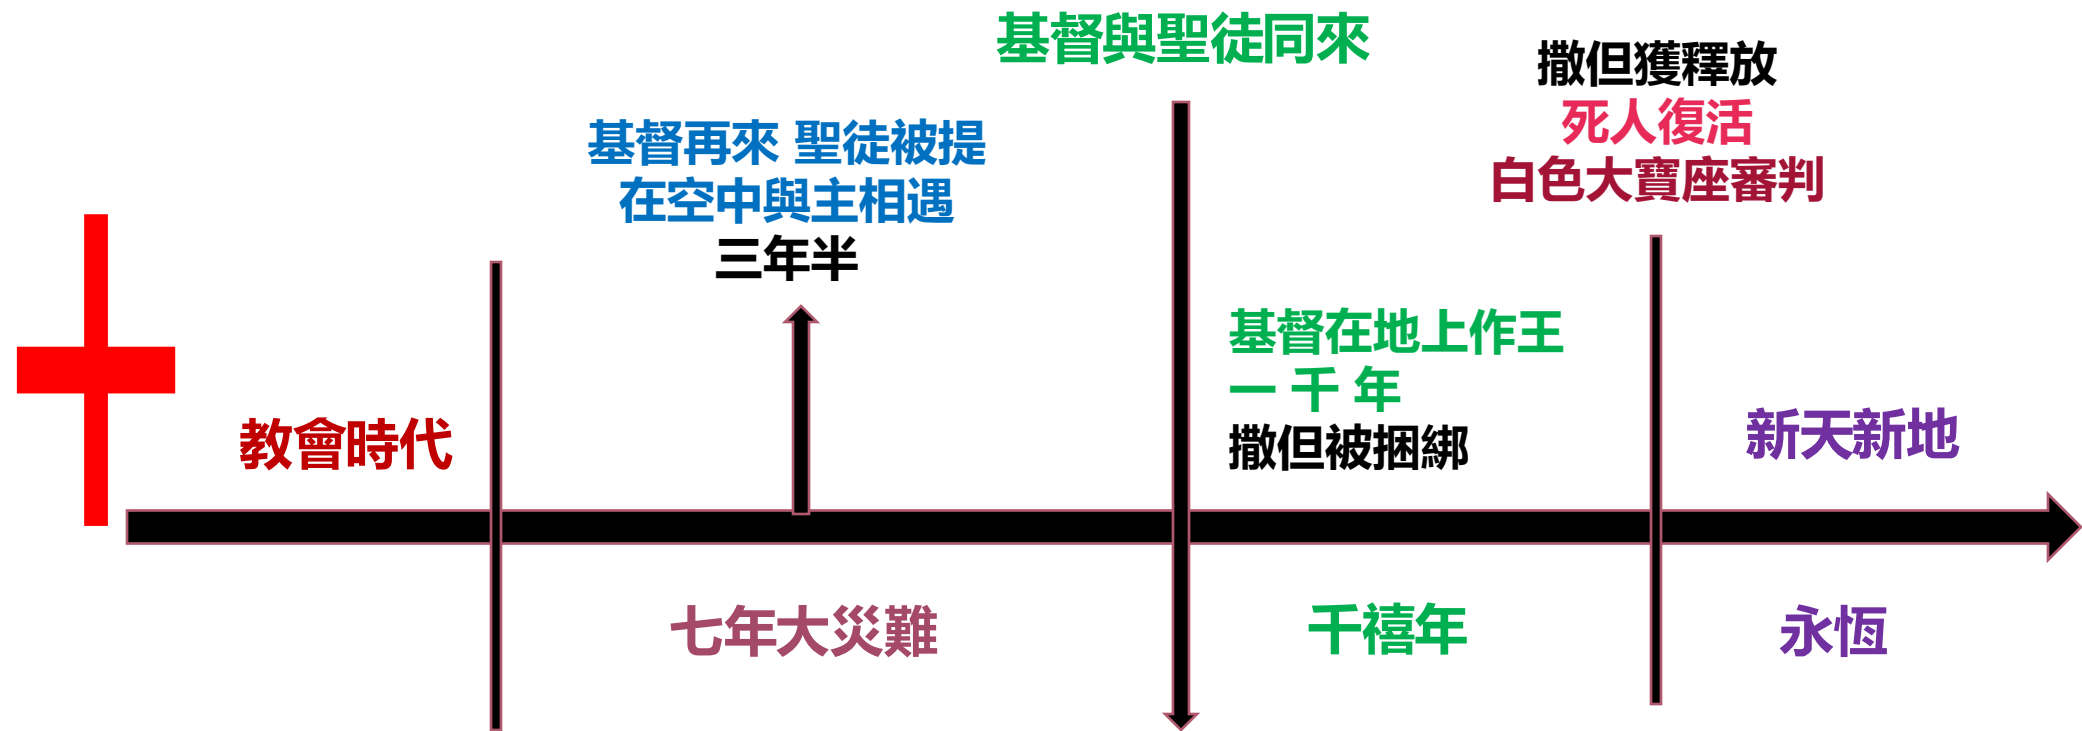 基督與聖徒同來
撒但獲釋放
死人復活
白色大寶座審判
基督再來 聖徒被提
在空中與主相遇
三年半
基督在地上作王
一 千 年
撒但被捆綁
教會時代
新天新地
七年大災難
千禧年
永恆